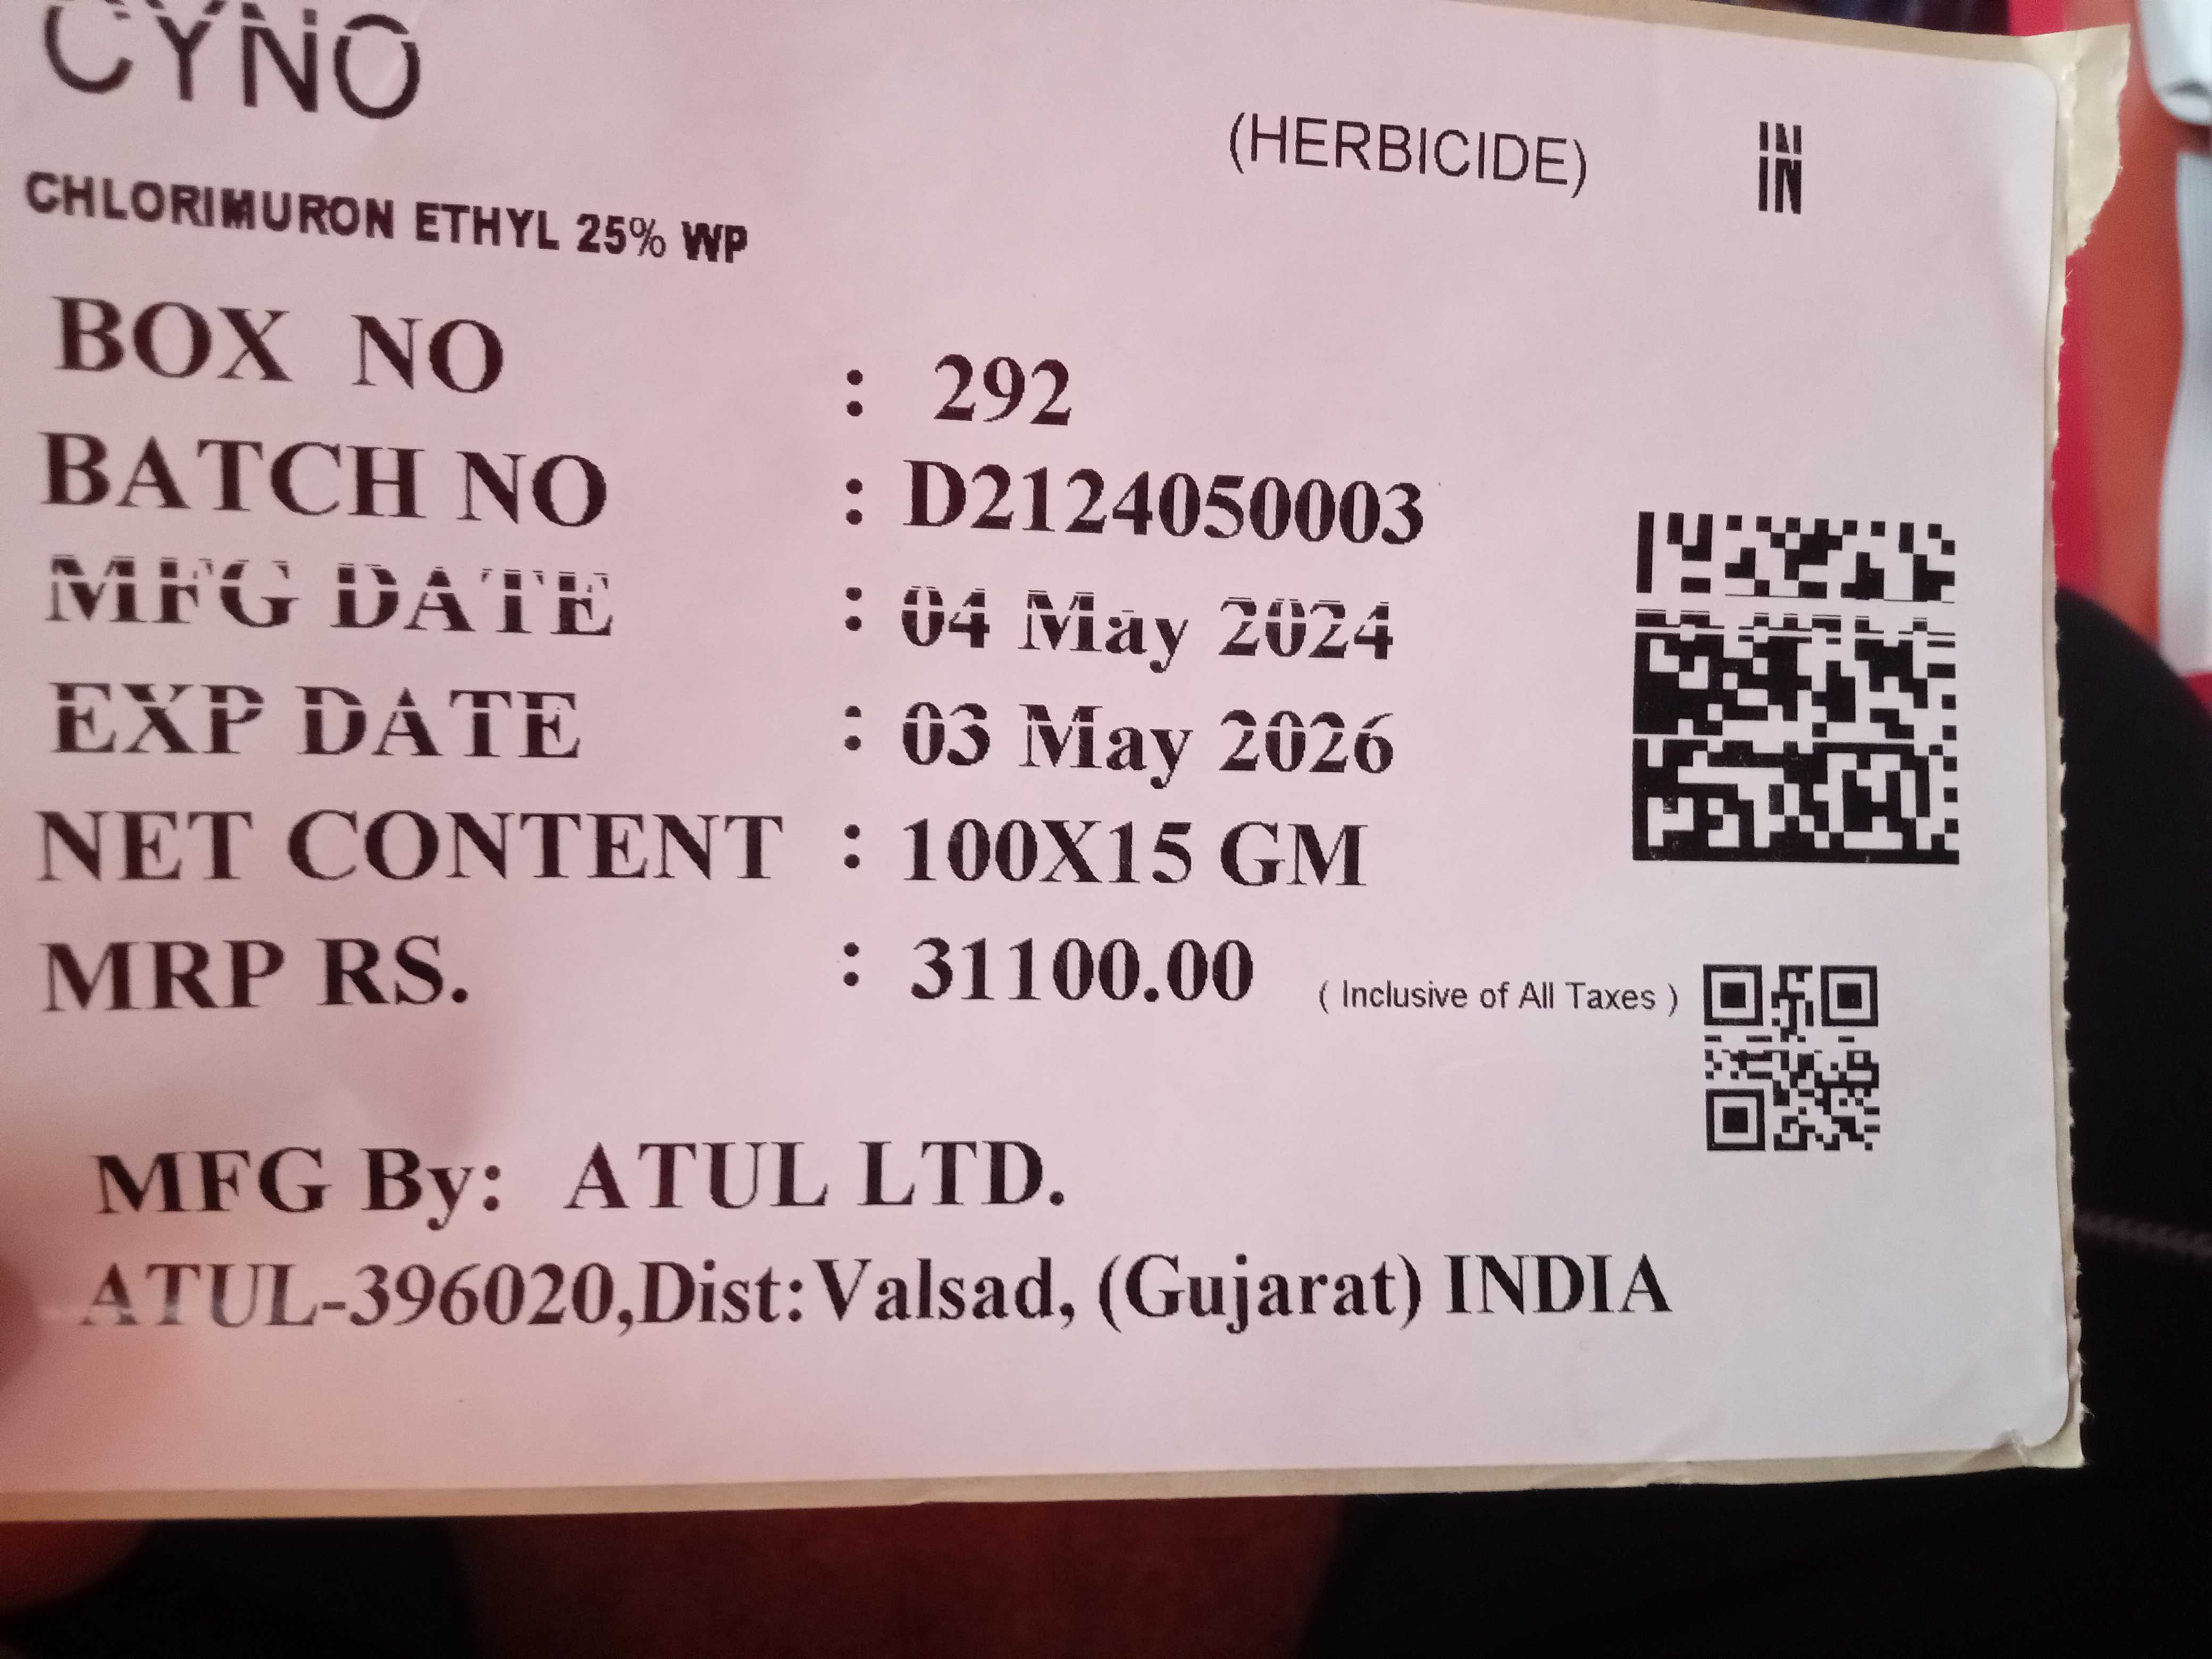 CYNO
(HERBICIDE) IN
CHLORIMURON ETHYL 25% WP
BOX NO : 292
BATCH NO : D2124050003
MFG DATE : 04 May 2024
EXP DATE : 03 May 2026
NET CONTENT : 100X15 GM
MRP RS. : 31100.00 ( Inclusive of All Taxes )
MFG By: ATUL LTD.
ATUL-396020,Dist:Valsad, (Gujarat) INDIA